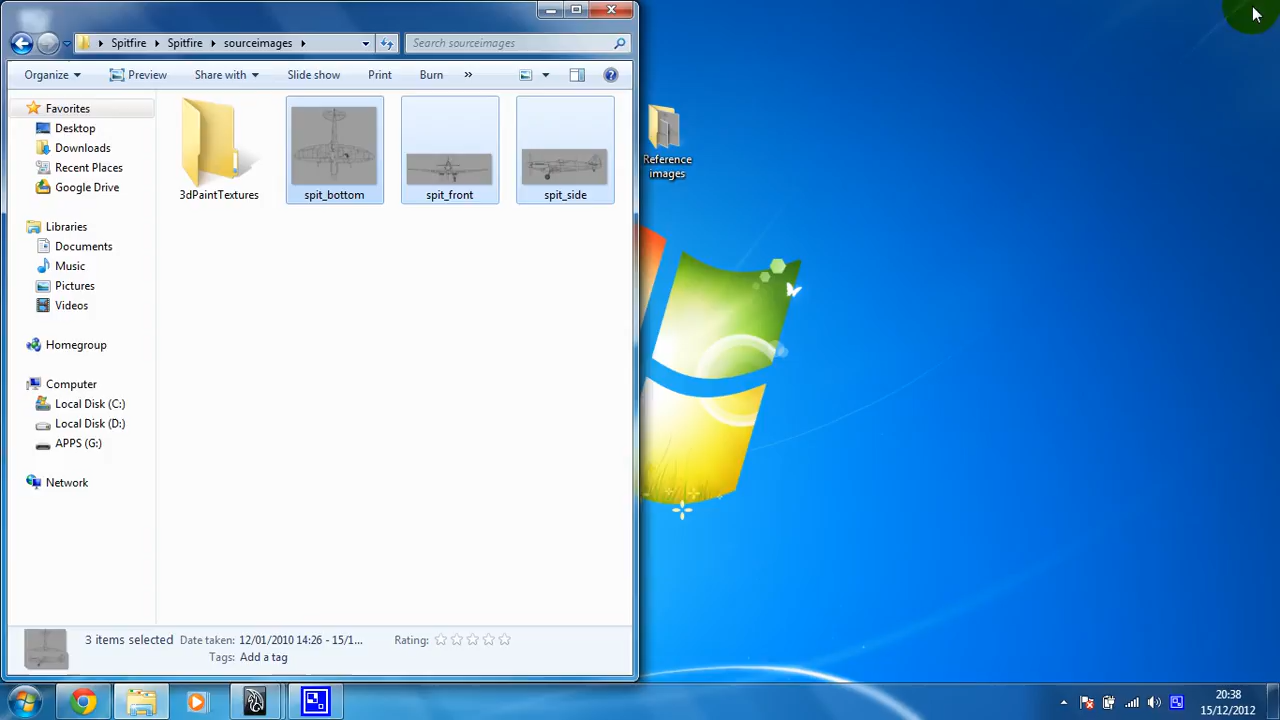 Spitfire Spitfire sourceimages
Search sourceimages
Organize Preview Share with Slide show Print Burn »
Favorites
Desktop
Downloads
Recent Places
Google Drive
Libraries
Documents
Music
Pictures
Videos
Homegroup
Computer
Local Disk (C:)
Local Disk (D:)
APPS (G:)
Network
3dPaintTextures
spit_bottom
spit_front
spit_side
Reference
images
3 items selected Date taken: 12/01/2010 14:26 - 15/1... Rating:
Tags: Add a tag
20:38
15/12/2012